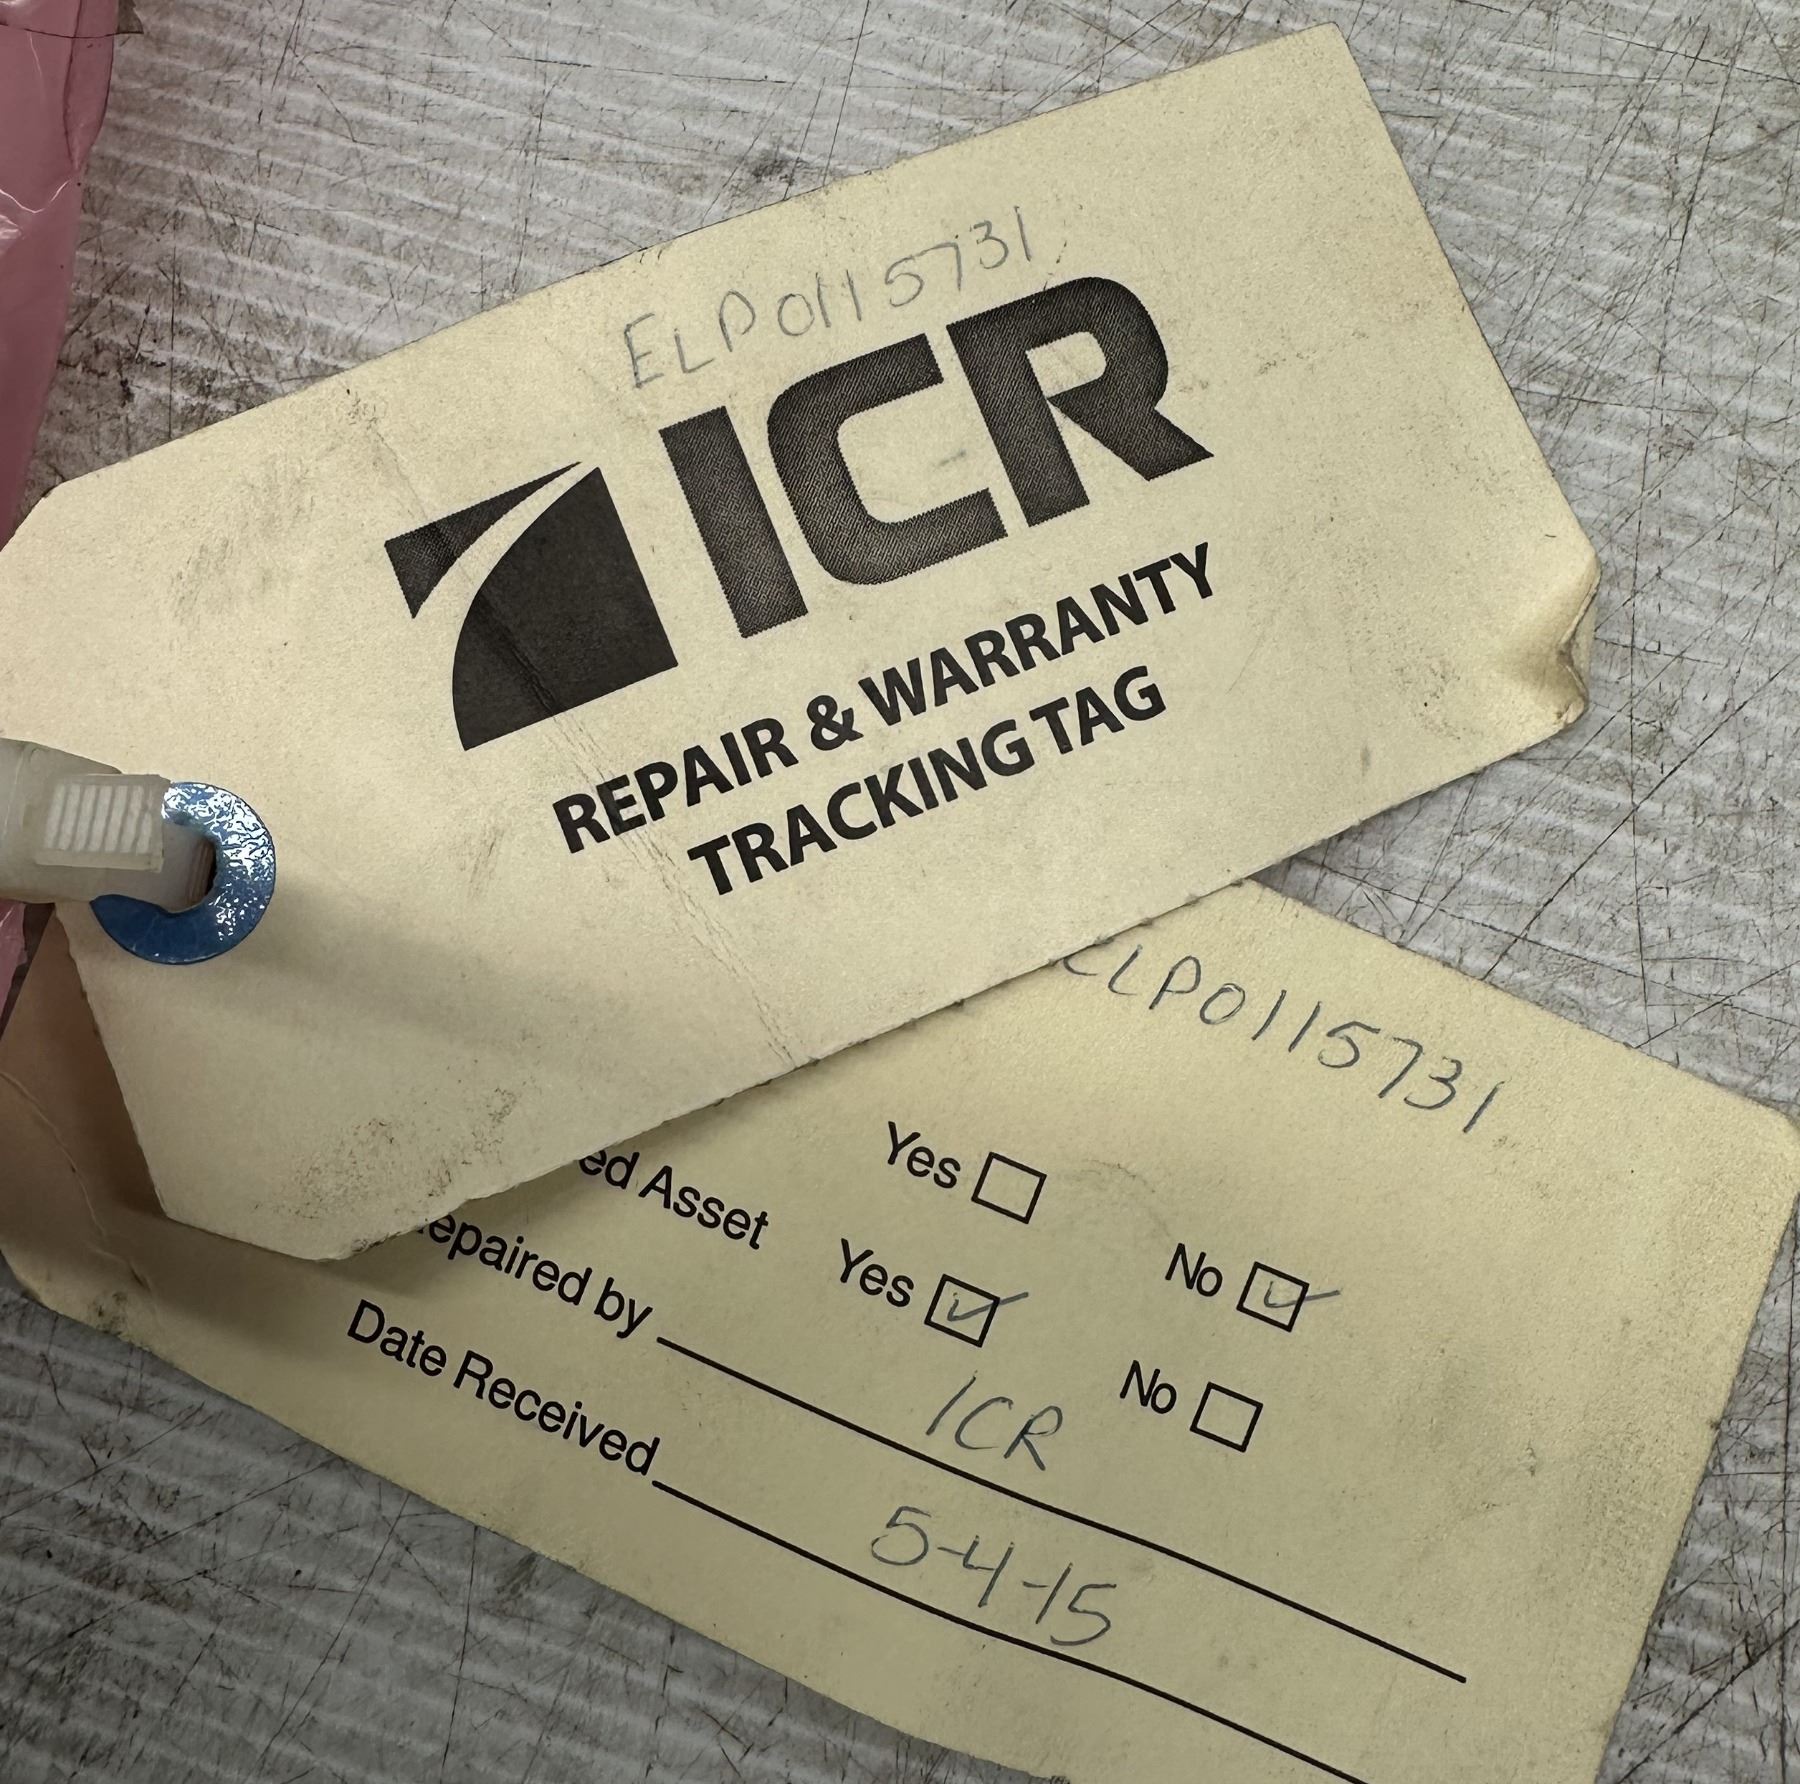 ELP0115731
ICR
REPAIR & WARRANTY
TRACKING TAG
ELP0115731
Yes No
ed Asset Yes No
epaired by ICR
Date Received 5-4-15